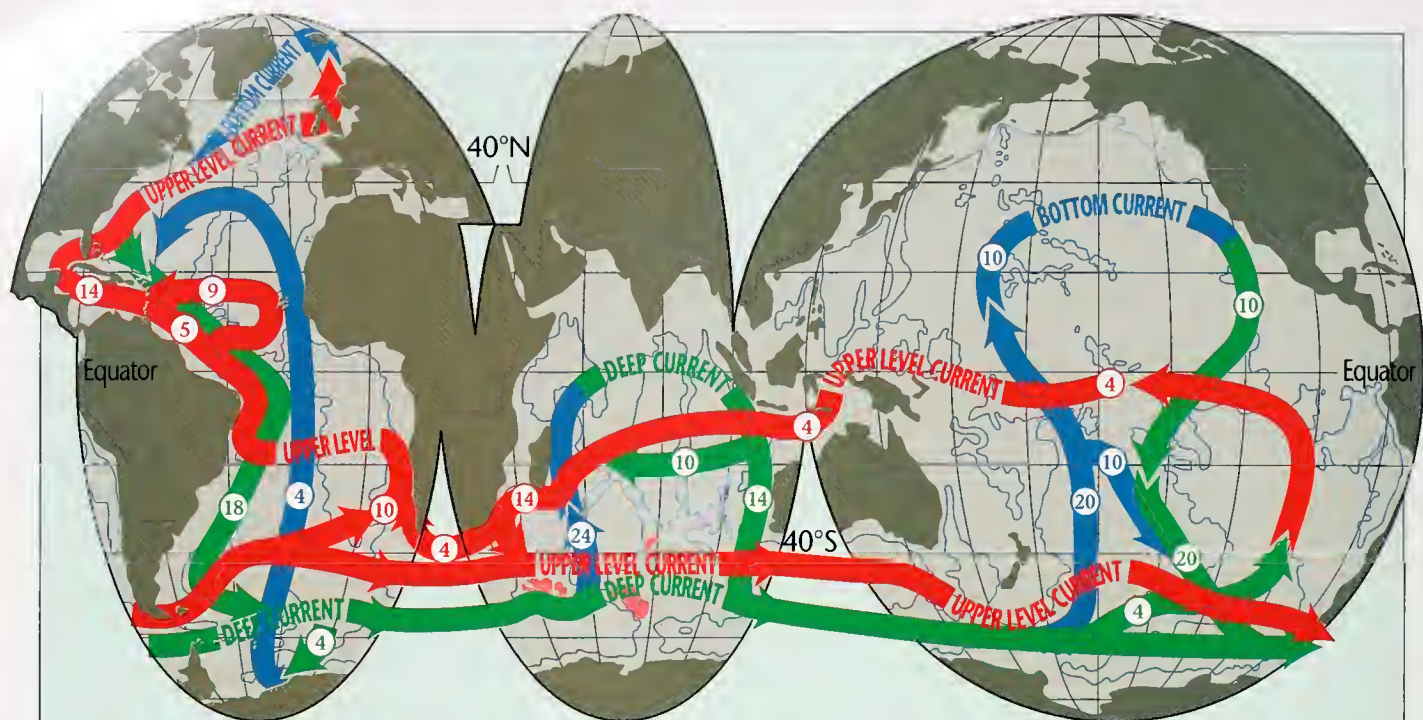 BOTTOM CURRENT
UPPER LEVEL CURRENT
40°N
BOTTOM CURRENT
10
14
9
10
5
Equator
DEEP CURRENT
UPPER LEVEL CURRENT
4
Equator
4
UPPER LEVEL
10
10
18
4
10
14
14
20
4
24
40°S
20
UPPER LEVEL CURRENT
DEEP CURRENT
UPPER LEVEL CURRENT
DEEP CURRENT
4
4